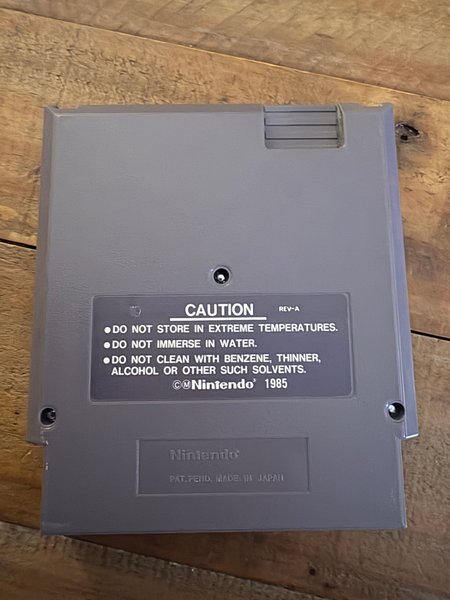 CAUTION REV-A
●DO NOT STORE IN EXTREME TEMPERATURES.
●DO NOT IMMERSE IN WATER.
●DO NOT CLEAN WITH BENZENE, THINNER,
ALCOHOL OR OTHER SUCH SOLVENTS.
©ⓂNintendo® 1985
Nintendo®
PAT. PEND. MADE IN JAPAN